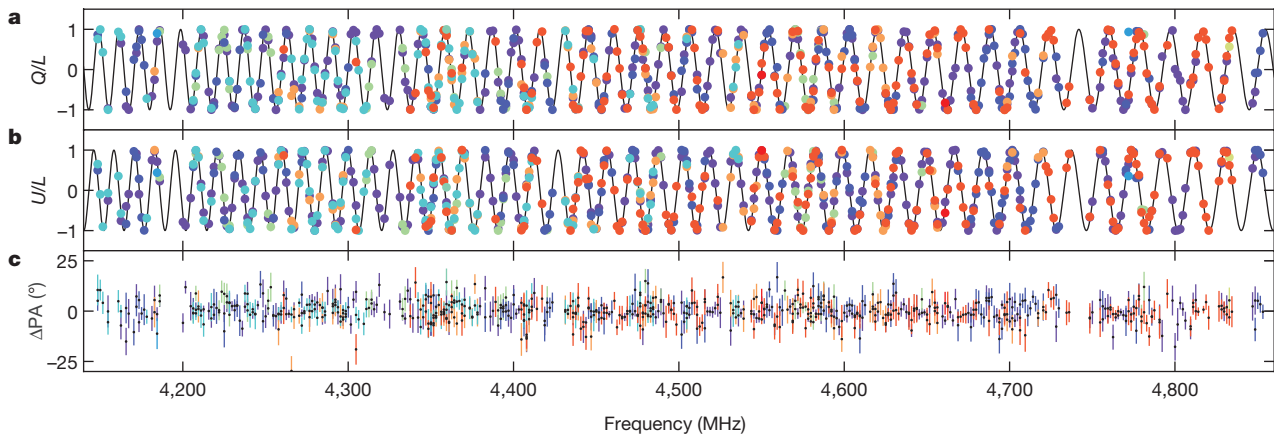 a
1
0
−1
Q/L
b
1
0
−1
U/L
c
25
0
−25
ΔPA (°)
4,200 4,300 4,400 4,500 4,600 4,700 4,800
Frequency (MHz)